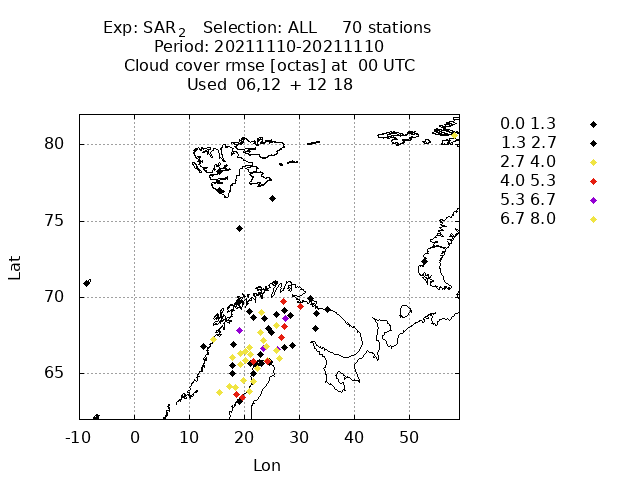 Exp: SAR2 Selection: ALL 70 stations
Period: 20211110-20211110
Cloud cover rmse [octas] at 00 UTC
Used 06,12 + 12 18
0.0 1.3
1.3 2.7
2.7 4.0
4.0 5.3
5.3 6.7
6.7 8.0
80
75
70
65
Lat
-10 0 10 20 30 40 50
Lon